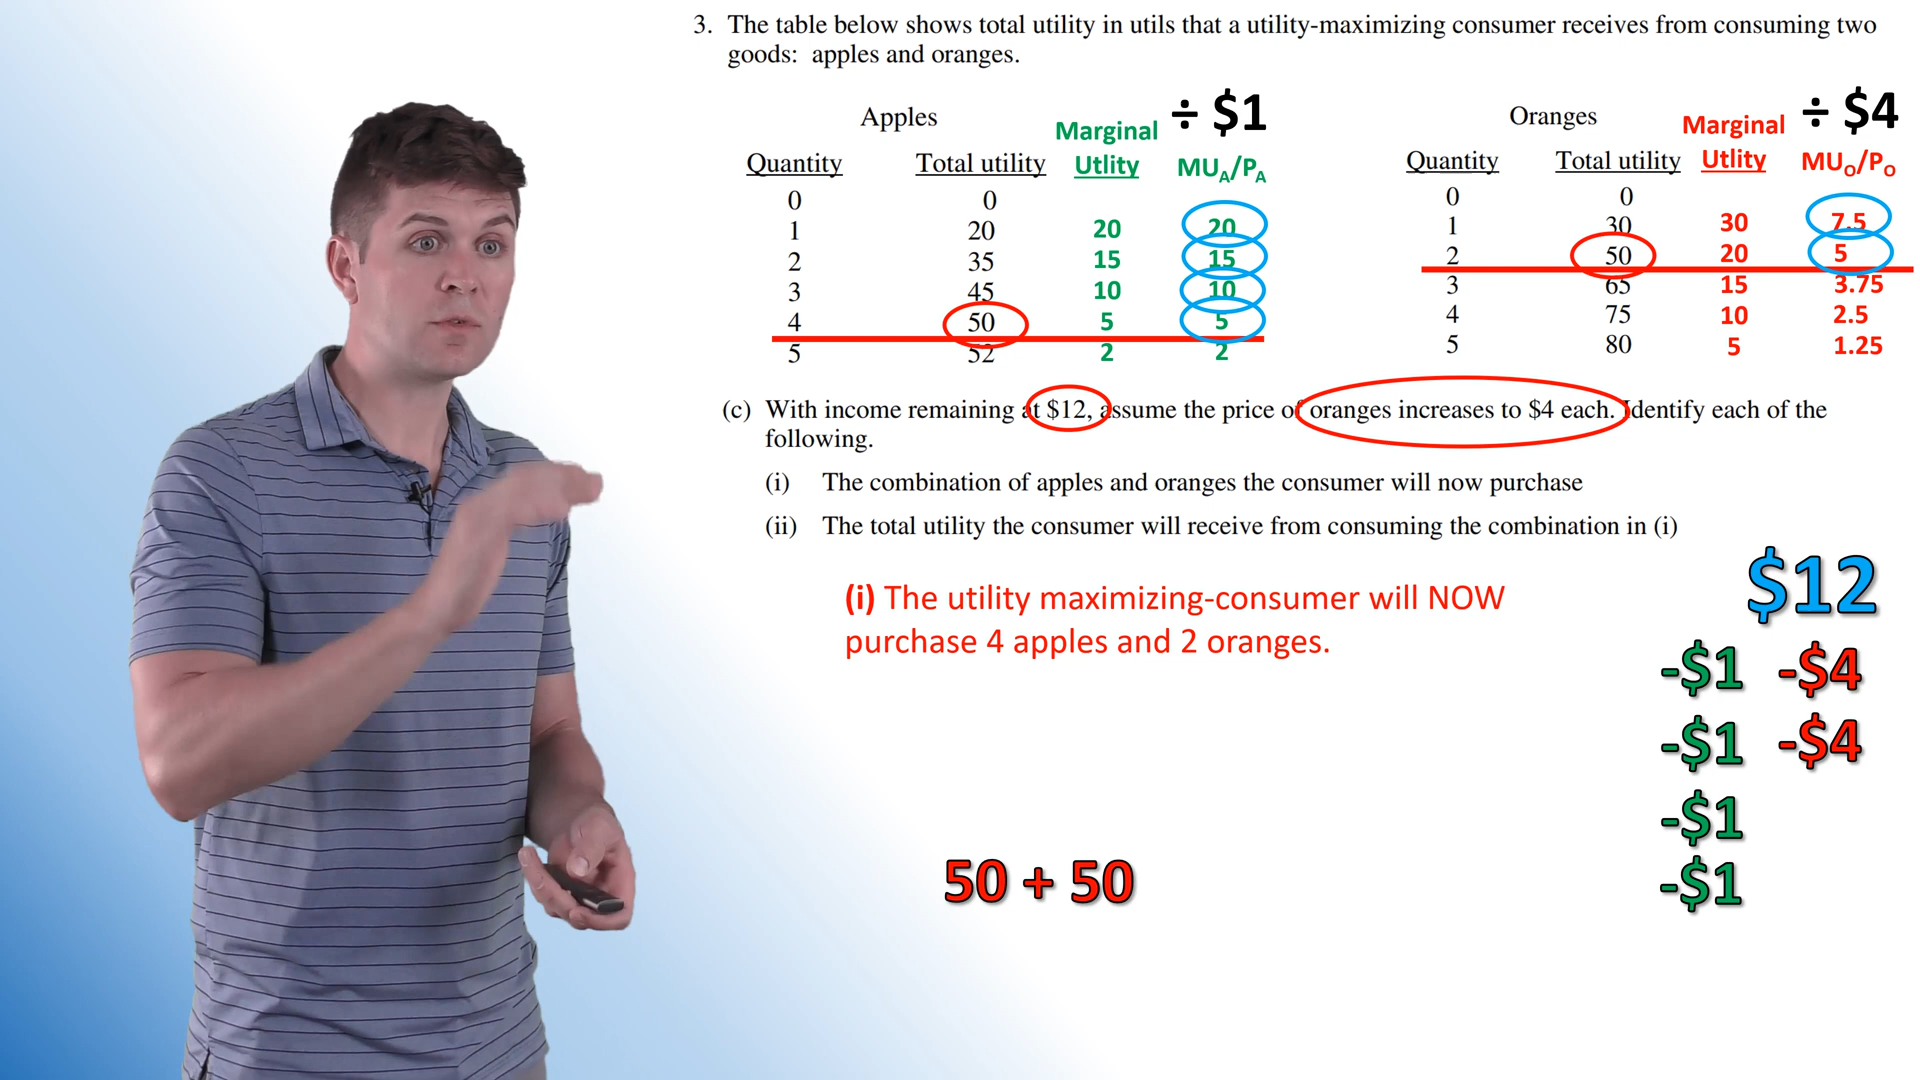 3. The table below shows total utility in utils that a utility-maximizing consumer receives from consuming two
goods: apples and oranges.
Apples
Marginal ÷ $1
Quantity Total utility Utlity MUA/PA
0 0
1 20 20 20
2 35 15 15
3 45 10 10
4 50 5 5
5 52 2 2
Oranges
Marginal ÷ $4
Quantity Total utility Utlity MUO/PO
0 0
1 30 30 7.5
2 50 20 5
3 65 15 3.75
4 75 10 2.5
5 80 5 1.25
(c) With income remaining at $12, assume the price of oranges increases to $4 each. Identify each of the
following.
(i) The combination of apples and oranges the consumer will now purchase
(ii) The total utility the consumer will receive from consuming the combination in (i)
(i) The utility maximizing-consumer will NOW
purchase 4 apples and 2 oranges.
50 + 50
$12
-$1 -$4
-$1 -$4
-$1
-$1